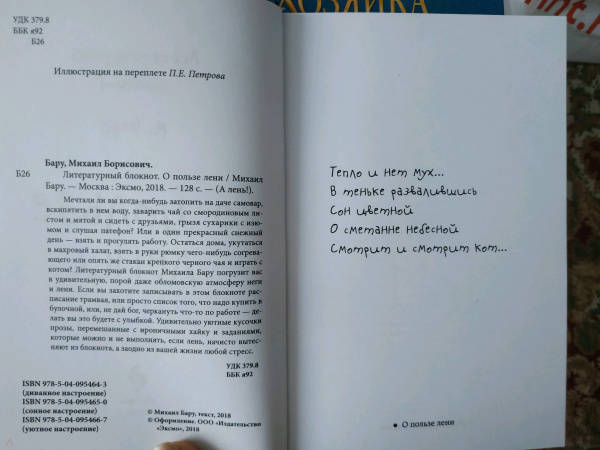 ХОЗЯЙКА
УДК 379.8
ББК я92
Б26
Иллюстрация на переплете П.Е. Петрова
Бару, Михаил Борисович.
Б26 Литературный блокнот. О пользе лени / Михаил
Бару. — Москва : Эксмо, 2018. — 128 с. — (А лень!).
Мечтали ли вы когда-нибудь затопить на даче самовар,
вскипятить в нем воду, заварить чай со смородиновым ли-
стом и мятой и сидеть с друзьями, грызя сухарики с изю-
мом и слушая патефон? Или в один прекрасный снежный
день — взять и прогулять работу. Остаться дома, укутаться
в махровый халат, взять в руки рюмку чего-нибудь согрева-
ющего или опять же стакан крепкого черного чая и играть с
котом! Литературный блокнот Михаила Бару погрузит вас
в удивительную, порой даже обломовскую атмосферу неги
и лени. Если вы захотите записывать в этом блокноте рас-
писание трамвая, или просто список того, что надо купить в
булочной, или, не дай бог, черкануть что-то по работе — де-
лать вы это будете с улыбкой. Удивительно уютные кусочки
прозы, перемешанные с ироничными хайку и заданиями,
которые можно и не выполнять, если лень, начисто вытес-
няют из блокнота, а заодно из вашей жизни любой стресс.
УДК 379.8
ББК я92
ISBN 978-5-04-095464-3
(диванное настроение)
ISBN 978-5-04-095465-0
(сонное настроение)
ISBN 978-5-04-095466-7
(уютное настроение)
© Михаил Бару, текст, 2018
© Оформление. ООО «Издательство
«Эксмо», 2018
Тепло и нет мух...
В теньке развалившись
Сон цветной
О сметанне небесной
Смотрит и смотрит кот...
• О пользе лени